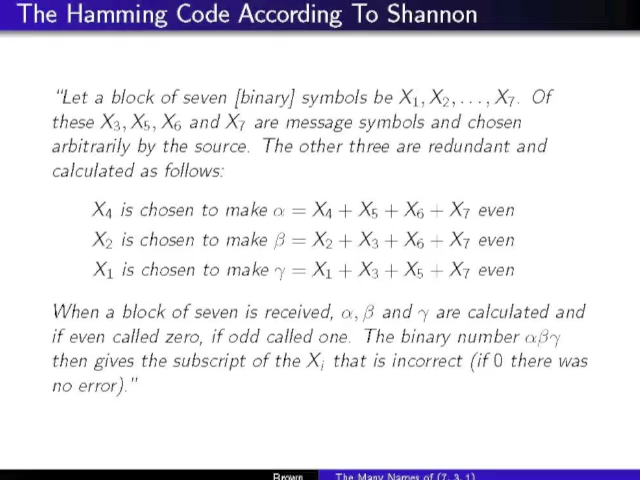 The Hamming Code According To Shannon
"Let a block of seven [binary] symbols be X₁, X₂, . . . , X₇. Of
these X₃, X₅, X₆ and X₇ are message symbols and chosen
arbitrarily by the source. The other three are redundant and
calculated as follows:
X₄ is chosen to make α = X₄ + X₅ + X₆ + X₇ even
X₂ is chosen to make β = X₂ + X₃ + X₆ + X₇ even
X₁ is chosen to make γ = X₁ + X₃ + X₅ + X₇ even
When a block of seven is received, α, β and γ are calculated and
if even called zero, if odd called one. The binary number αβγ
then gives the subscript of the Xᵢ that is incorrect (if 0 there was
no error)."
Brown The Many Names of (7, 3, 1)